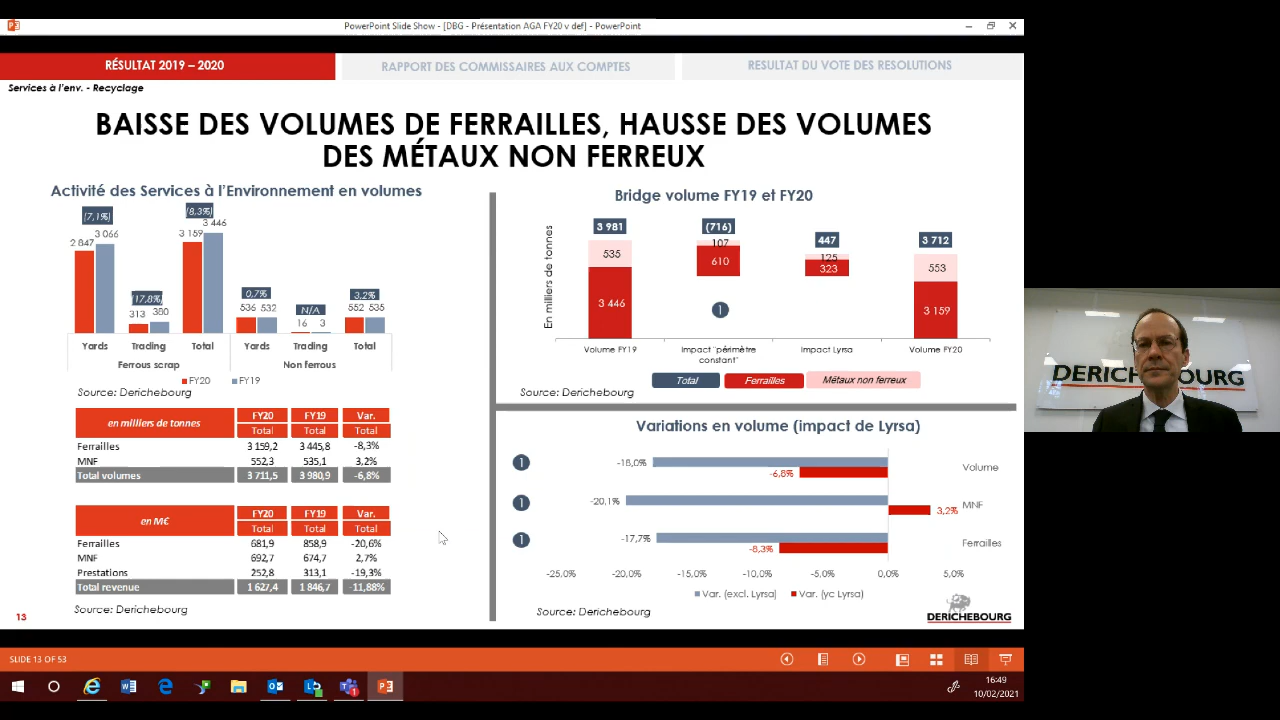 PowerPoint Slide Show - [DBG - Présentation AGA FY20 v def] - PowerPoint
RÉSULTAT 2019 – 2020
RAPPORT DES COMMISSAIRES AUX COMPTES
RESULTAT DU VOTE DES RESOLUTIONS
Services à l'env. - Recyclage
BAISSE DES VOLUMES DE FERRAILLES, HAUSSE DES VOLUMES
DES MÉTAUX NON FERREUX
Activité des Services à l'Environnement en volumes
(7,1%)
(8,3%)
2 847
3 066
3 159
3 446
(17,8%)
313
380
0,7%
536
532
N/A
16
3
3,2%
552
535
Yards
Trading
Total
Yards
Trading
Total
Ferrous scrap
Non ferrous
FY20
FY19
Source: Derichebourg
en milliers de tonnes
FY20
FY19
Var.
Total
Total
Total
Ferrailles 3 159,2 3 445,8 -8,3%
MNF 552,3 535,1 3,2%
Total volumes 3 711,5 3 980,9 -6,8%
en M€
FY20
FY19
Var.
Total
Total
Total
Ferrailles 681,9 858,9 -20,6%
MNF 692,7 674,7 2,7%
Prestations 252,8 313,1 -19,3%
Total revenue 1 627,4 1 846,7 -11,88%
Source: Derichebourg
13
Bridge volume FY19 et FY20
En milliers de tonnes
3 981
(716)
447
3 712
535
107
125
553
3 446
610
323
3 159
1
Volume FY19
Impact "périmètre
constant"
Impact Lyrsa
Volume FY20
Total
Ferrailles
Métaux non ferreux
Source: Derichebourg
Variations en volume (impact de Lyrsa)
1
-18,0%
-6,8%
Volume
1
-20,1%
3,2%
MNF
1
-17,7%
-8,3%
Ferrailles
-25,0%
-20,0%
-15,0%
-10,0%
-5,0%
0,0%
5,0%
Var. (excl. Lyrsa)
Var. (yc Lyrsa)
Source: Derichebourg
DERICHEBOURG
SLIDE 13 OF 53
16:49
10/02/2021
DERICHEBOURG